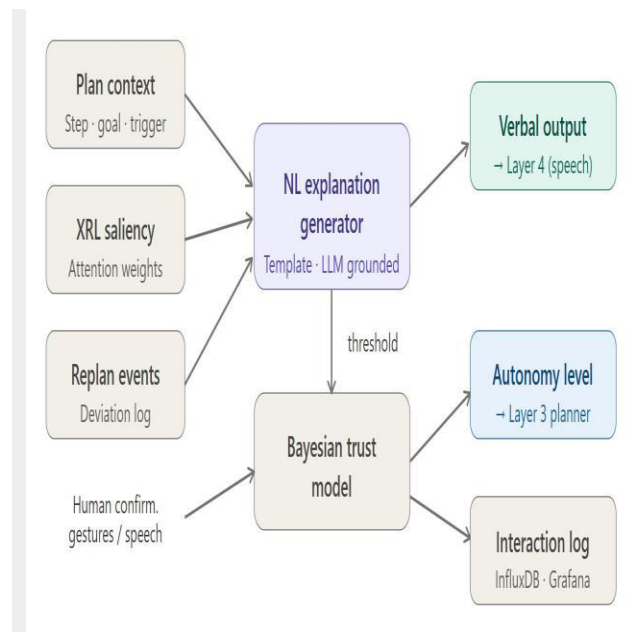 Plan context
Step · goal · trigger
XRL saliency
Attention weights
Replan events
Deviation log
Human confirm.
gestures / speech
NL explanation
generator
Template · LLM grounded
threshold
Bayesian trust
model
Verbal output
→ Layer 4 (speech)
Autonomy level
→ Layer 3 planner
Interaction log
InfluxDB · Grafana